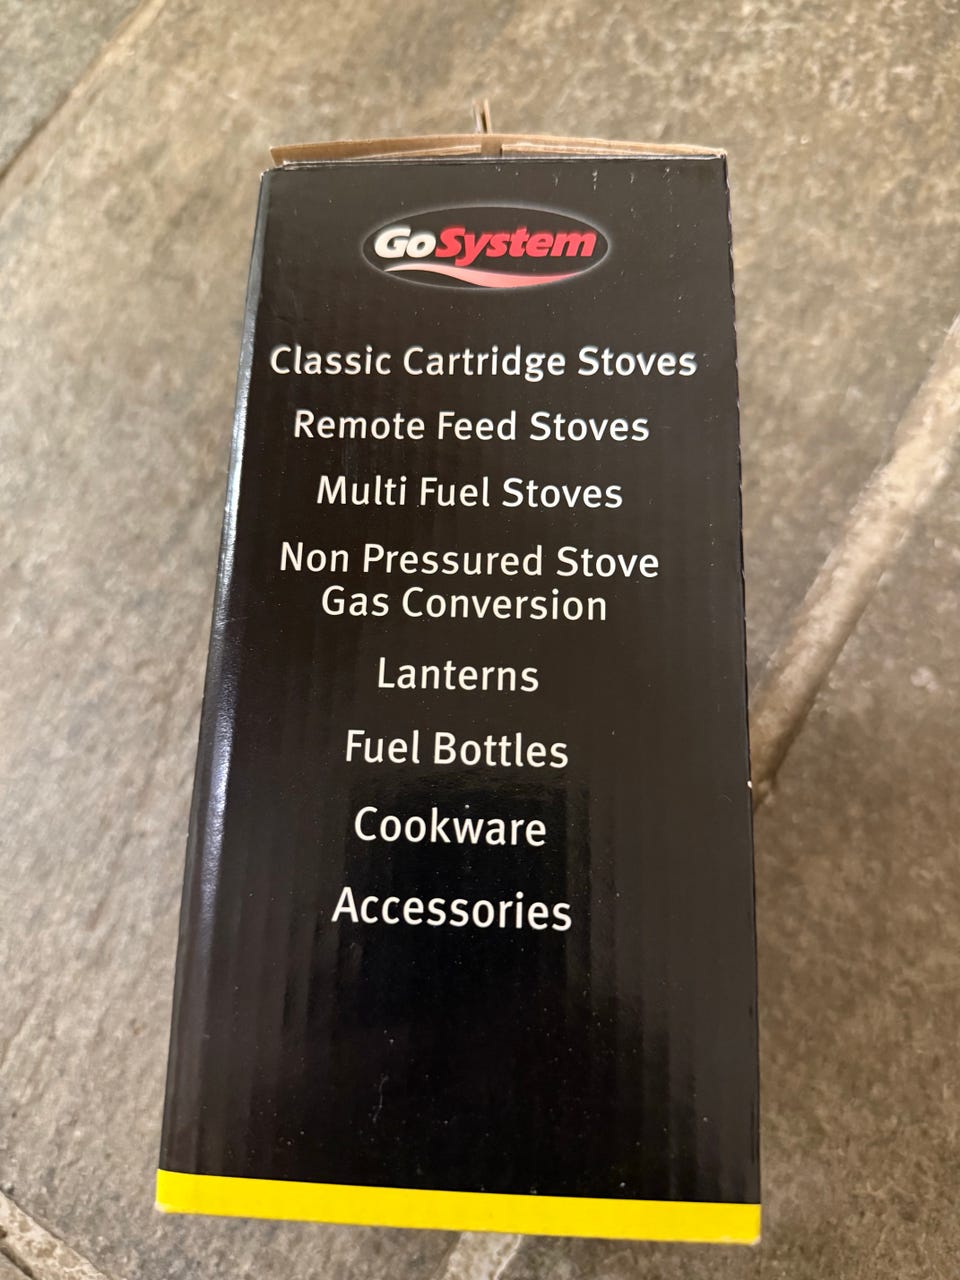 GoSystem
Classic Cartridge Stoves
Remote Feed Stoves
Multi Fuel Stoves
Non Pressured Stove
Gas Conversion
Lanterns
Fuel Bottles
Cookware
Accessories